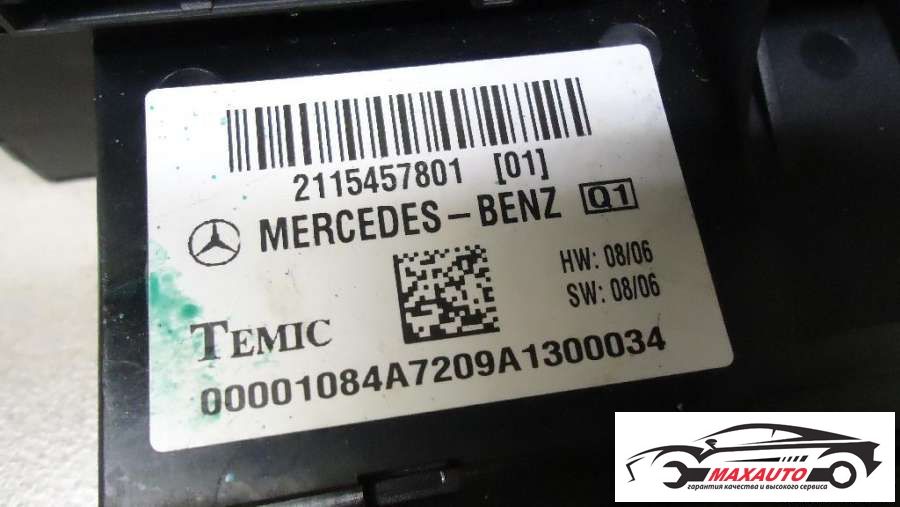 2115457801 [01]
MERCEDES-BENZ Q1
HW: 08/06
SW: 08/06
TEMIC
00001084A7209A1300034
MAXAUTO
гарантия качества и высокого сервиса